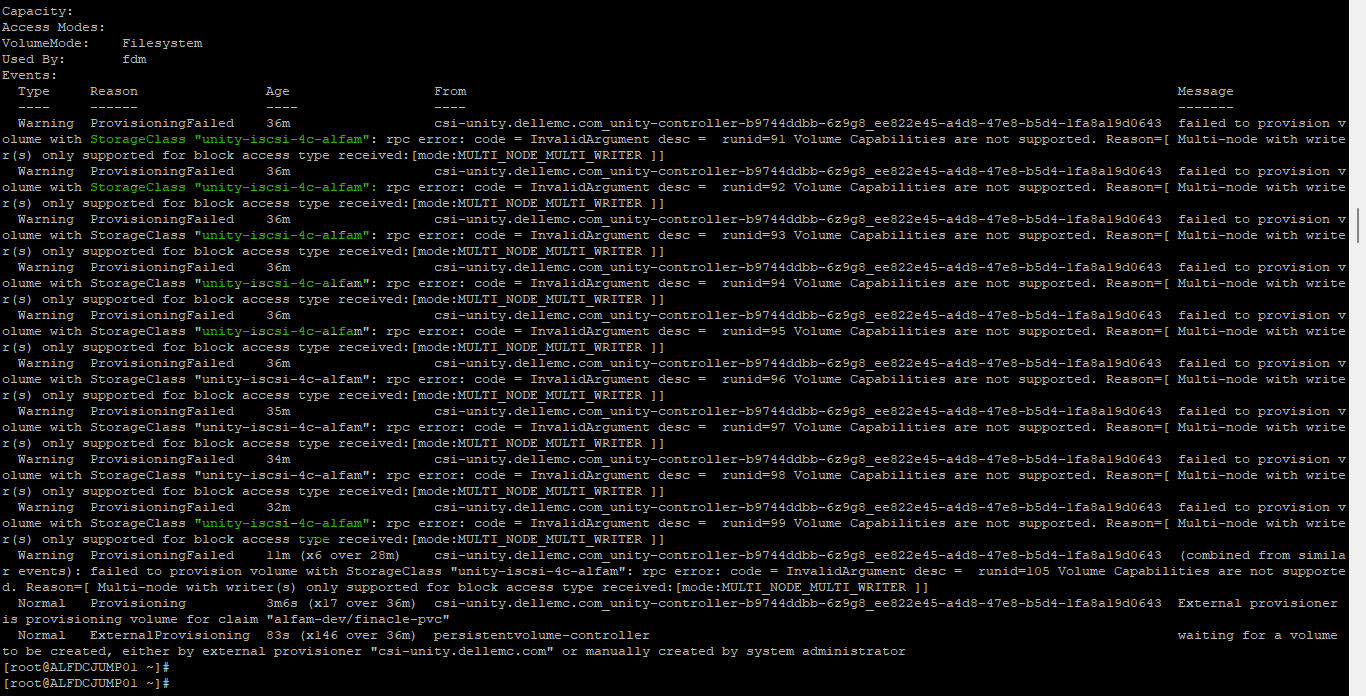 Capacity:
Access Modes:
VolumeMode:    Filesystem
Used By:       fdm
Events:
  Type     Reason                Age                  From                                                                                         Message
  ----     ------                ----                 ----                                                                                         -------
  Warning  ProvisioningFailed    36m                  csi-unity.dellemc.com_unity-controller-b9744ddbb-6z9g8_ee822e45-a4d8-47e8-b5d4-1fa8a19d0643  failed to provision v
olume with StorageClass "unity-iscsi-4c-alfam": rpc error: code = InvalidArgument desc =  runid=91 Volume Capabilities are not supported. Reason=[ Multi-node with write
r(s) only supported for block access type received:[mode:MULTI_NODE_MULTI_WRITER ]]
  Warning  ProvisioningFailed    36m                  csi-unity.dellemc.com_unity-controller-b9744ddbb-6z9g8_ee822e45-a4d8-47e8-b5d4-1fa8a19d0643  failed to provision v
olume with StorageClass "unity-iscsi-4c-alfam": rpc error: code = InvalidArgument desc =  runid=92 Volume Capabilities are not supported. Reason=[ Multi-node with write
r(s) only supported for block access type received:[mode:MULTI_NODE_MULTI_WRITER ]]
  Warning  ProvisioningFailed    36m                  csi-unity.dellemc.com_unity-controller-b9744ddbb-6z9g8_ee822e45-a4d8-47e8-b5d4-1fa8a19d0643  failed to provision v
olume with StorageClass "unity-iscsi-4c-alfam": rpc error: code = InvalidArgument desc =  runid=93 Volume Capabilities are not supported. Reason=[ Multi-node with write
r(s) only supported for block access type received:[mode:MULTI_NODE_MULTI_WRITER ]]
  Warning  ProvisioningFailed    36m                  csi-unity.dellemc.com_unity-controller-b9744ddbb-6z9g8_ee822e45-a4d8-47e8-b5d4-1fa8a19d0643  failed to provision v
olume with StorageClass "unity-iscsi-4c-alfam": rpc error: code = InvalidArgument desc =  runid=94 Volume Capabilities are not supported. Reason=[ Multi-node with write
r(s) only supported for block access type received:[mode:MULTI_NODE_MULTI_WRITER ]]
  Warning  ProvisioningFailed    36m                  csi-unity.dellemc.com_unity-controller-b9744ddbb-6z9g8_ee822e45-a4d8-47e8-b5d4-1fa8a19d0643  failed to provision v
olume with StorageClass "unity-iscsi-4c-alfam": rpc error: code = InvalidArgument desc =  runid=95 Volume Capabilities are not supported. Reason=[ Multi-node with write
r(s) only supported for block access type received:[mode:MULTI_NODE_MULTI_WRITER ]]
  Warning  ProvisioningFailed    36m                  csi-unity.dellemc.com_unity-controller-b9744ddbb-6z9g8_ee822e45-a4d8-47e8-b5d4-1fa8a19d0643  failed to provision v
olume with StorageClass "unity-iscsi-4c-alfam": rpc error: code = InvalidArgument desc =  runid=96 Volume Capabilities are not supported. Reason=[ Multi-node with write
r(s) only supported for block access type received:[mode:MULTI_NODE_MULTI_WRITER ]]
  Warning  ProvisioningFailed    35m                  csi-unity.dellemc.com_unity-controller-b9744ddbb-6z9g8_ee822e45-a4d8-47e8-b5d4-1fa8a19d0643  failed to provision v
olume with StorageClass "unity-iscsi-4c-alfam": rpc error: code = InvalidArgument desc =  runid=97 Volume Capabilities are not supported. Reason=[ Multi-node with write
r(s) only supported for block access type received:[mode:MULTI_NODE_MULTI_WRITER ]]
  Warning  ProvisioningFailed    34m                  csi-unity.dellemc.com_unity-controller-b9744ddbb-6z9g8_ee822e45-a4d8-47e8-b5d4-1fa8a19d0643  failed to provision v
olume with StorageClass "unity-iscsi-4c-alfam": rpc error: code = InvalidArgument desc =  runid=98 Volume Capabilities are not supported. Reason=[ Multi-node with write
r(s) only supported for block access type received:[mode:MULTI_NODE_MULTI_WRITER ]]
  Warning  ProvisioningFailed    32m                  csi-unity.dellemc.com_unity-controller-b9744ddbb-6z9g8_ee822e45-a4d8-47e8-b5d4-1fa8a19d0643  failed to provision v
olume with StorageClass "unity-iscsi-4c-alfam": rpc error: code = InvalidArgument desc =  runid=99 Volume Capabilities are not supported. Reason=[ Multi-node with write
r(s) only supported for block access type received:[mode:MULTI_NODE_MULTI_WRITER ]]
  Warning  ProvisioningFailed    11m (x6 over 28m)    csi-unity.dellemc.com_unity-controller-b9744ddbb-6z9g8_ee822e45-a4d8-47e8-b5d4-1fa8a19d0643  (combined from simila
r events): failed to provision volume with StorageClass "unity-iscsi-4c-alfam": rpc error: code = InvalidArgument desc =  runid=105 Volume Capabilities are not supporte
d. Reason=[ Multi-node with writer(s) only supported for block access type received:[mode:MULTI_NODE_MULTI_WRITER ]]
  Normal   Provisioning          3m6s (x17 over 36m)  csi-unity.dellemc.com_unity-controller-b9744ddbb-6z9g8_ee822e45-a4d8-47e8-b5d4-1fa8a19d0643  External provisioner
is provisioning volume for claim "alfam-dev/finacle-pvc"
  Normal   ExternalProvisioning  83s (x146 over 36m)  persistentvolume-controller                                                                  waiting for a volume
to be created, either by external provisioner "csi-unity.dellemc.com" or manually created by system administrator
[root@ALFDCJUMP01 ~]#
[root@ALFDCJUMP01 ~]#